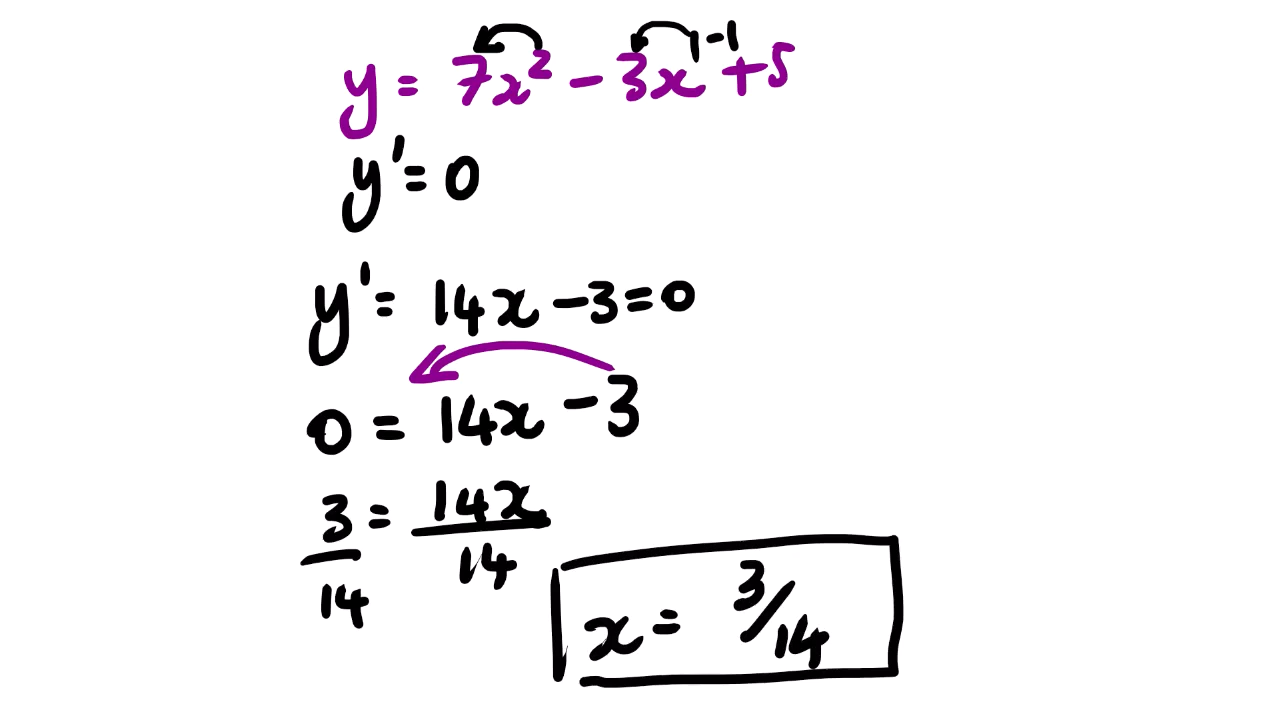 y = 7x² - 3x¹⁻¹ + 5
y' = 0
y' = 14x - 3 = 0
0 = 14x - 3
3/14 = 14x/14
x = 3/14